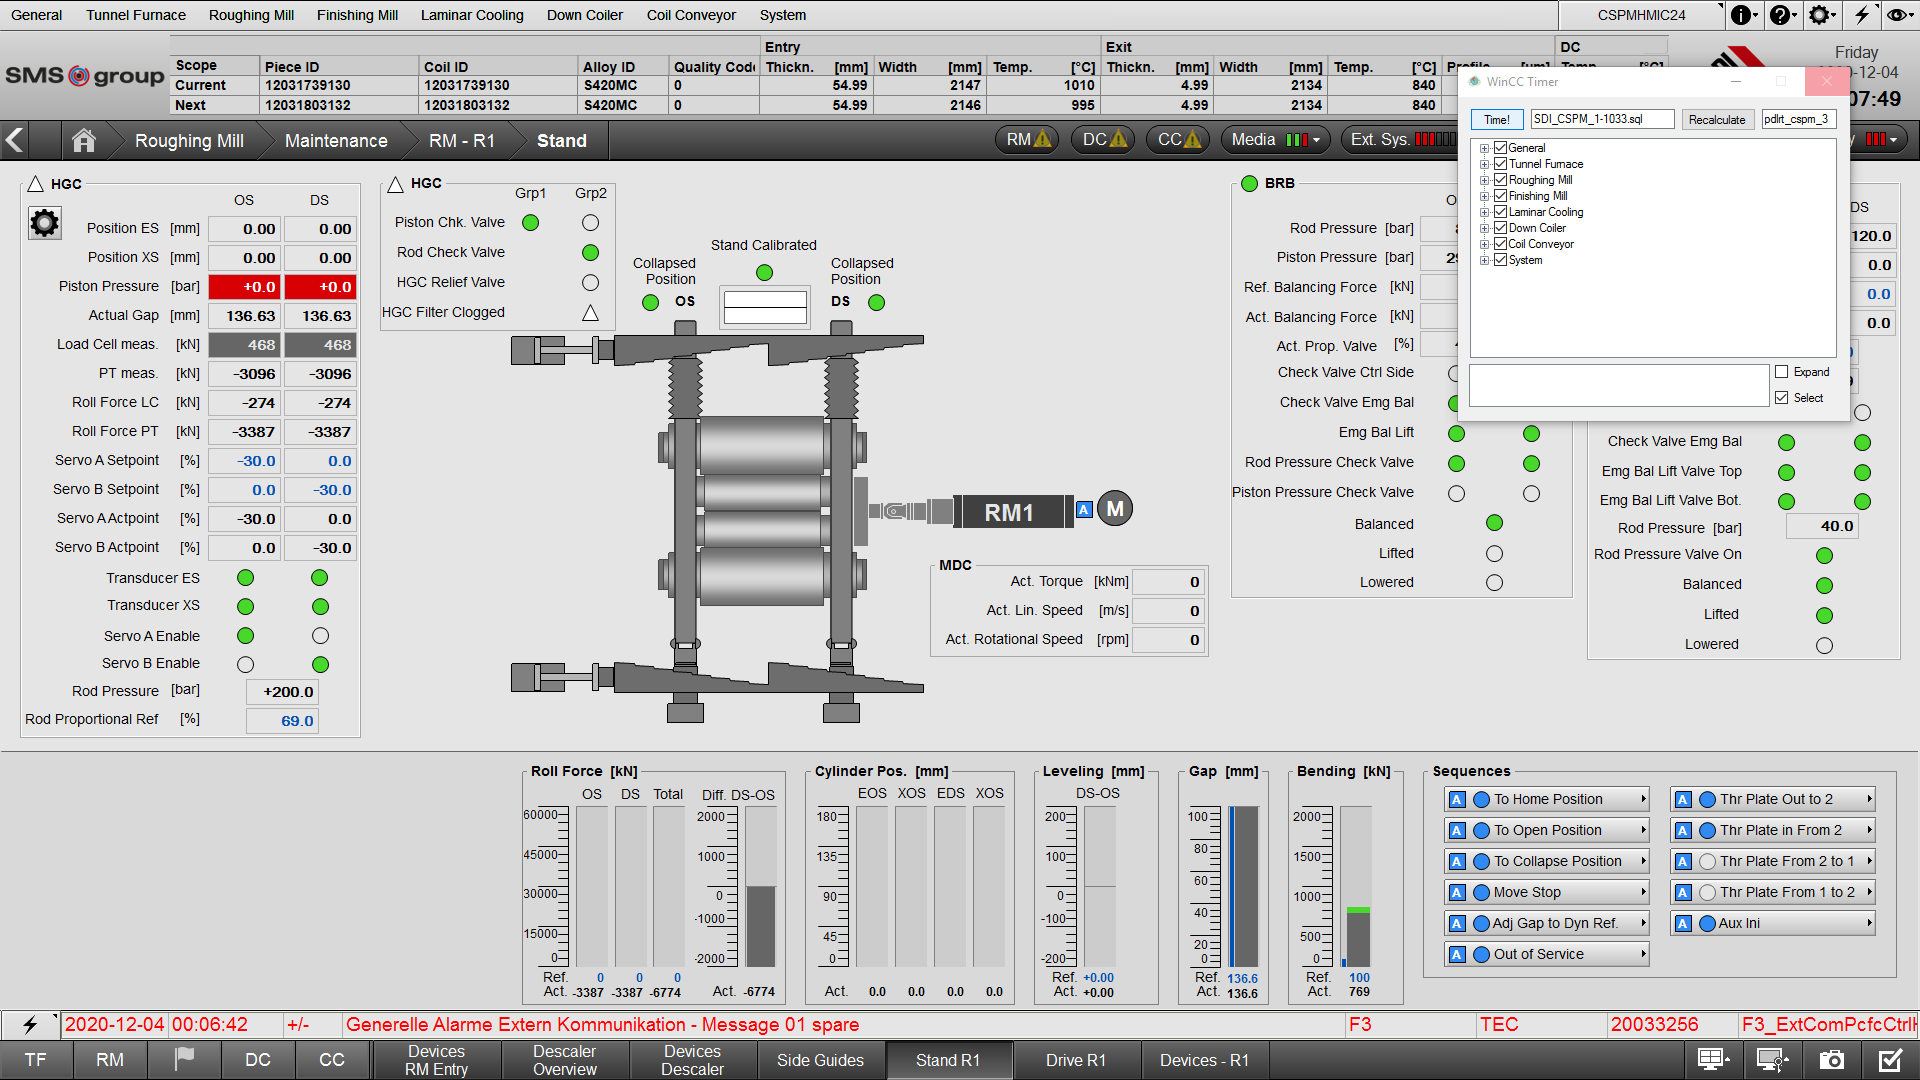 General Tunnel Furnace Roughing Mill Finishing Mill Laminar Cooling Down Coiler Coil Conveyor System CSPMHMIC24
Entry Exit DC
Scope Piece ID Coil ID Alloy ID Quality Code Thickn. [mm] Width [mm] Temp. [°C] Thickn. [mm] Width [mm] Temp. [°C]
Current 12031739130 12031739130 S420MC 0 54.99 2147 1010 4.99 2134 840
Next 12031803132 12031803132 S420MC 0 54.99 2146 995 4.99 2134 840
SMS group
Friday
07:49
Roughing Mill Maintenance RM - R1 Stand RM DC CC Media Ext. Sys.
WinCC Timer
Time! SDI_CSPM_1-1033.sql Recalculate pdlrt_cspm_3
General
Tunnel Furnace
Roughing Mill
Finishing Mill
Laminar Cooling
Down Coiler
Coil Conveyor
System
Expand
Select
HGC
OS DS
Position ES [mm] 0.00 0.00
Position XS [mm] 0.00 0.00
Piston Pressure [bar] +0.0 +0.0
Actual Gap [mm] 136.63 136.63
Load Cell meas. [kN] 468 468
PT meas. [kN] -3096 -3096
Roll Force LC [kN] -274 -274
Roll Force PT [kN] -3387 -3387
Servo A Setpoint [%] -30.0 0.0
Servo B Setpoint [%] 0.0 -30.0
Servo A Actpoint [%] -30.0 0.0
Servo B Actpoint [%] 0.0 -30.0
Transducer ES
Transducer XS
Servo A Enable
Servo B Enable
Rod Pressure [bar] +200.0
Rod Proportional Ref [%] 69.0
HGC
Grp1 Grp2
Piston Chk. Valve
Rod Check Valve
HGC Relief Valve
HGC Filter Clogged
Stand Calibrated
Collapsed Position OS
Collapsed Position DS
RM1 A M
MDC
Act. Torque [kNm] 0
Act. Lin. Speed [m/s] 0
Act. Rotational Speed [rpm] 0
BRB
Rod Pressure [bar]
Piston Pressure [bar]
Ref. Balancing Force [kN]
Act. Balancing Force [kN]
Act. Prop. Valve [%]
Check Valve Ctrl Side
Check Valve Emg Bal
Emg Bal Lift
Rod Pressure Check Valve
Piston Pressure Check Valve
Balanced
Lifted
Lowered
DS
120.0
0.0
0.0
0.0
Check Valve Emg Bal
Emg Bal Lift Valve Top
Emg Bal Lift Valve Bot.
Rod Pressure [bar] 40.0
Rod Pressure Valve On
Balanced
Lifted
Lowered
Roll Force [kN]
OS DS Total Diff. DS-OS
60000
45000
30000
15000
0
2000
1000
0
-1000
-2000
Ref. 0 0 0
Act. -3387 -3387 -6774 Act. -6774
Cylinder Pos. [mm]
EOS XOS EDS XOS
180
135
90
45
0
Act. 0.0 0.0 0.0 0.0
Leveling [mm]
DS-OS
200
100
0
-100
-200
Ref. +0.00
Act. +0.00
Gap [mm]
100
80
60
40
20
0
Ref. 136.6
Act. 136.6
Bending [kN]
2000
1500
1000
500
0
Ref. 100
Act. 769
Sequences
A To Home Position A Thr Plate Out to 2
A To Open Position A Thr Plate in From 2
A To Collapse Position A Thr Plate From 2 to 1
A Move Stop A Thr Plate From 1 to 2
A Adj Gap to Dyn Ref. A Aux Ini
A Out of Service
2020-12-04 00:06:42 +/- Generelle Alarme Extern Kommunikation - Message 01 spare F3 TEC 20033256
TF RM DC CC Devices RM Entry Descaler Overview Devices Descaler Side Guides Stand R1 Drive R1 Devices - R1